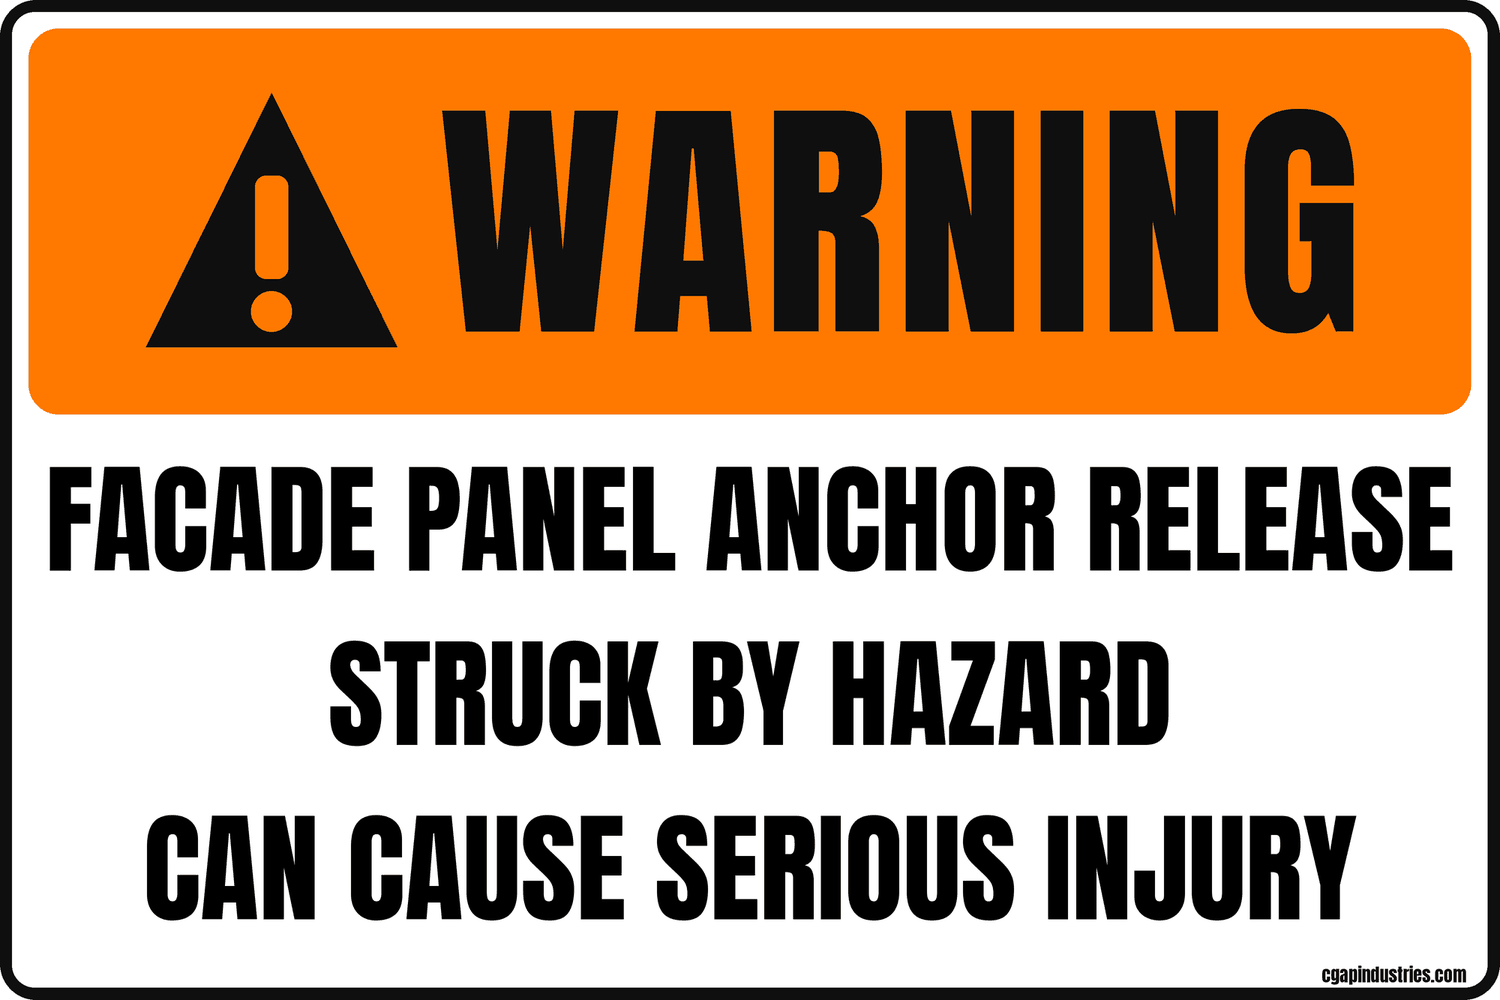 WARNING
FACADE PANEL ANCHOR RELEASE
STRUCK BY HAZARD
CAN CAUSE SERIOUS INJURY
cgapindustries.com